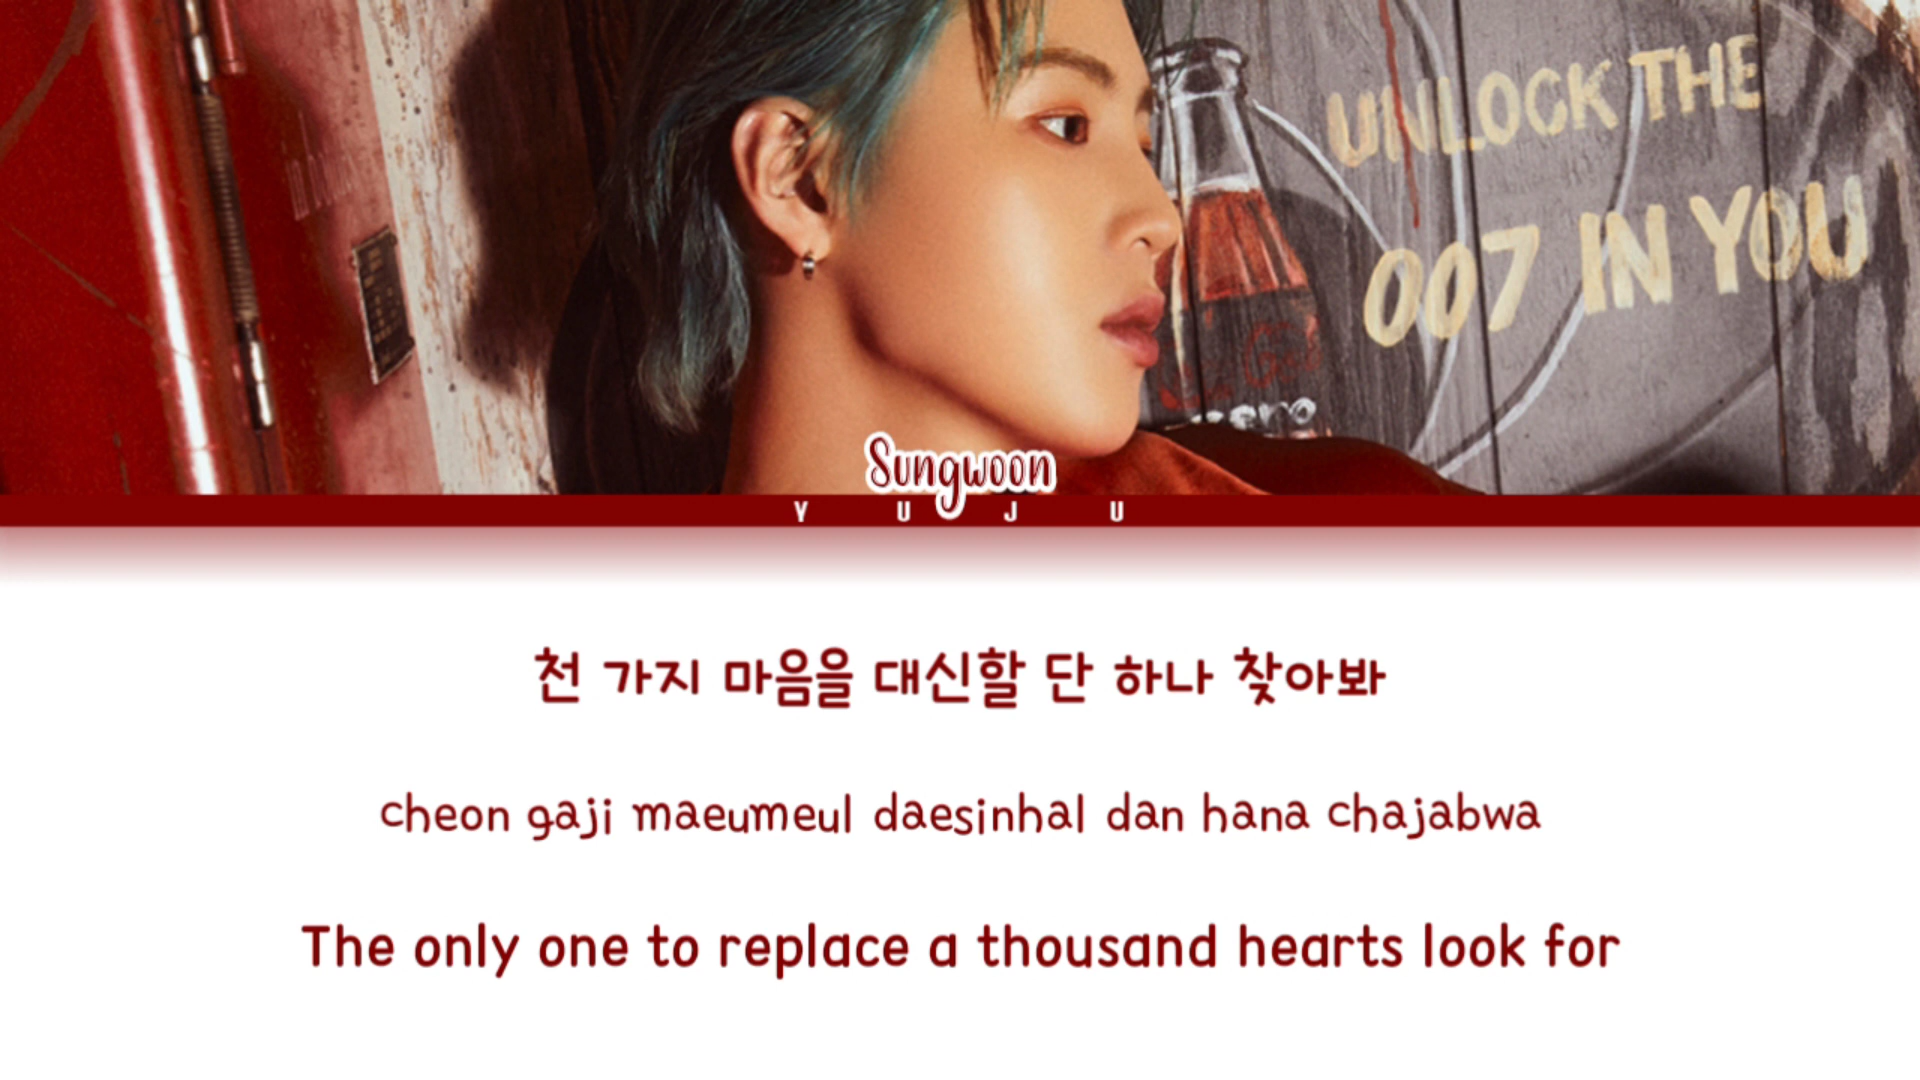 UNLOCK THE
007 IN YOU
Sungwoon
YUJU
천 가지 마음을 대신할 단 하나 찾아봐
cheon gaji maeumeul daesinhal dan hana chajabwa
The only one to replace a thousand hearts look for